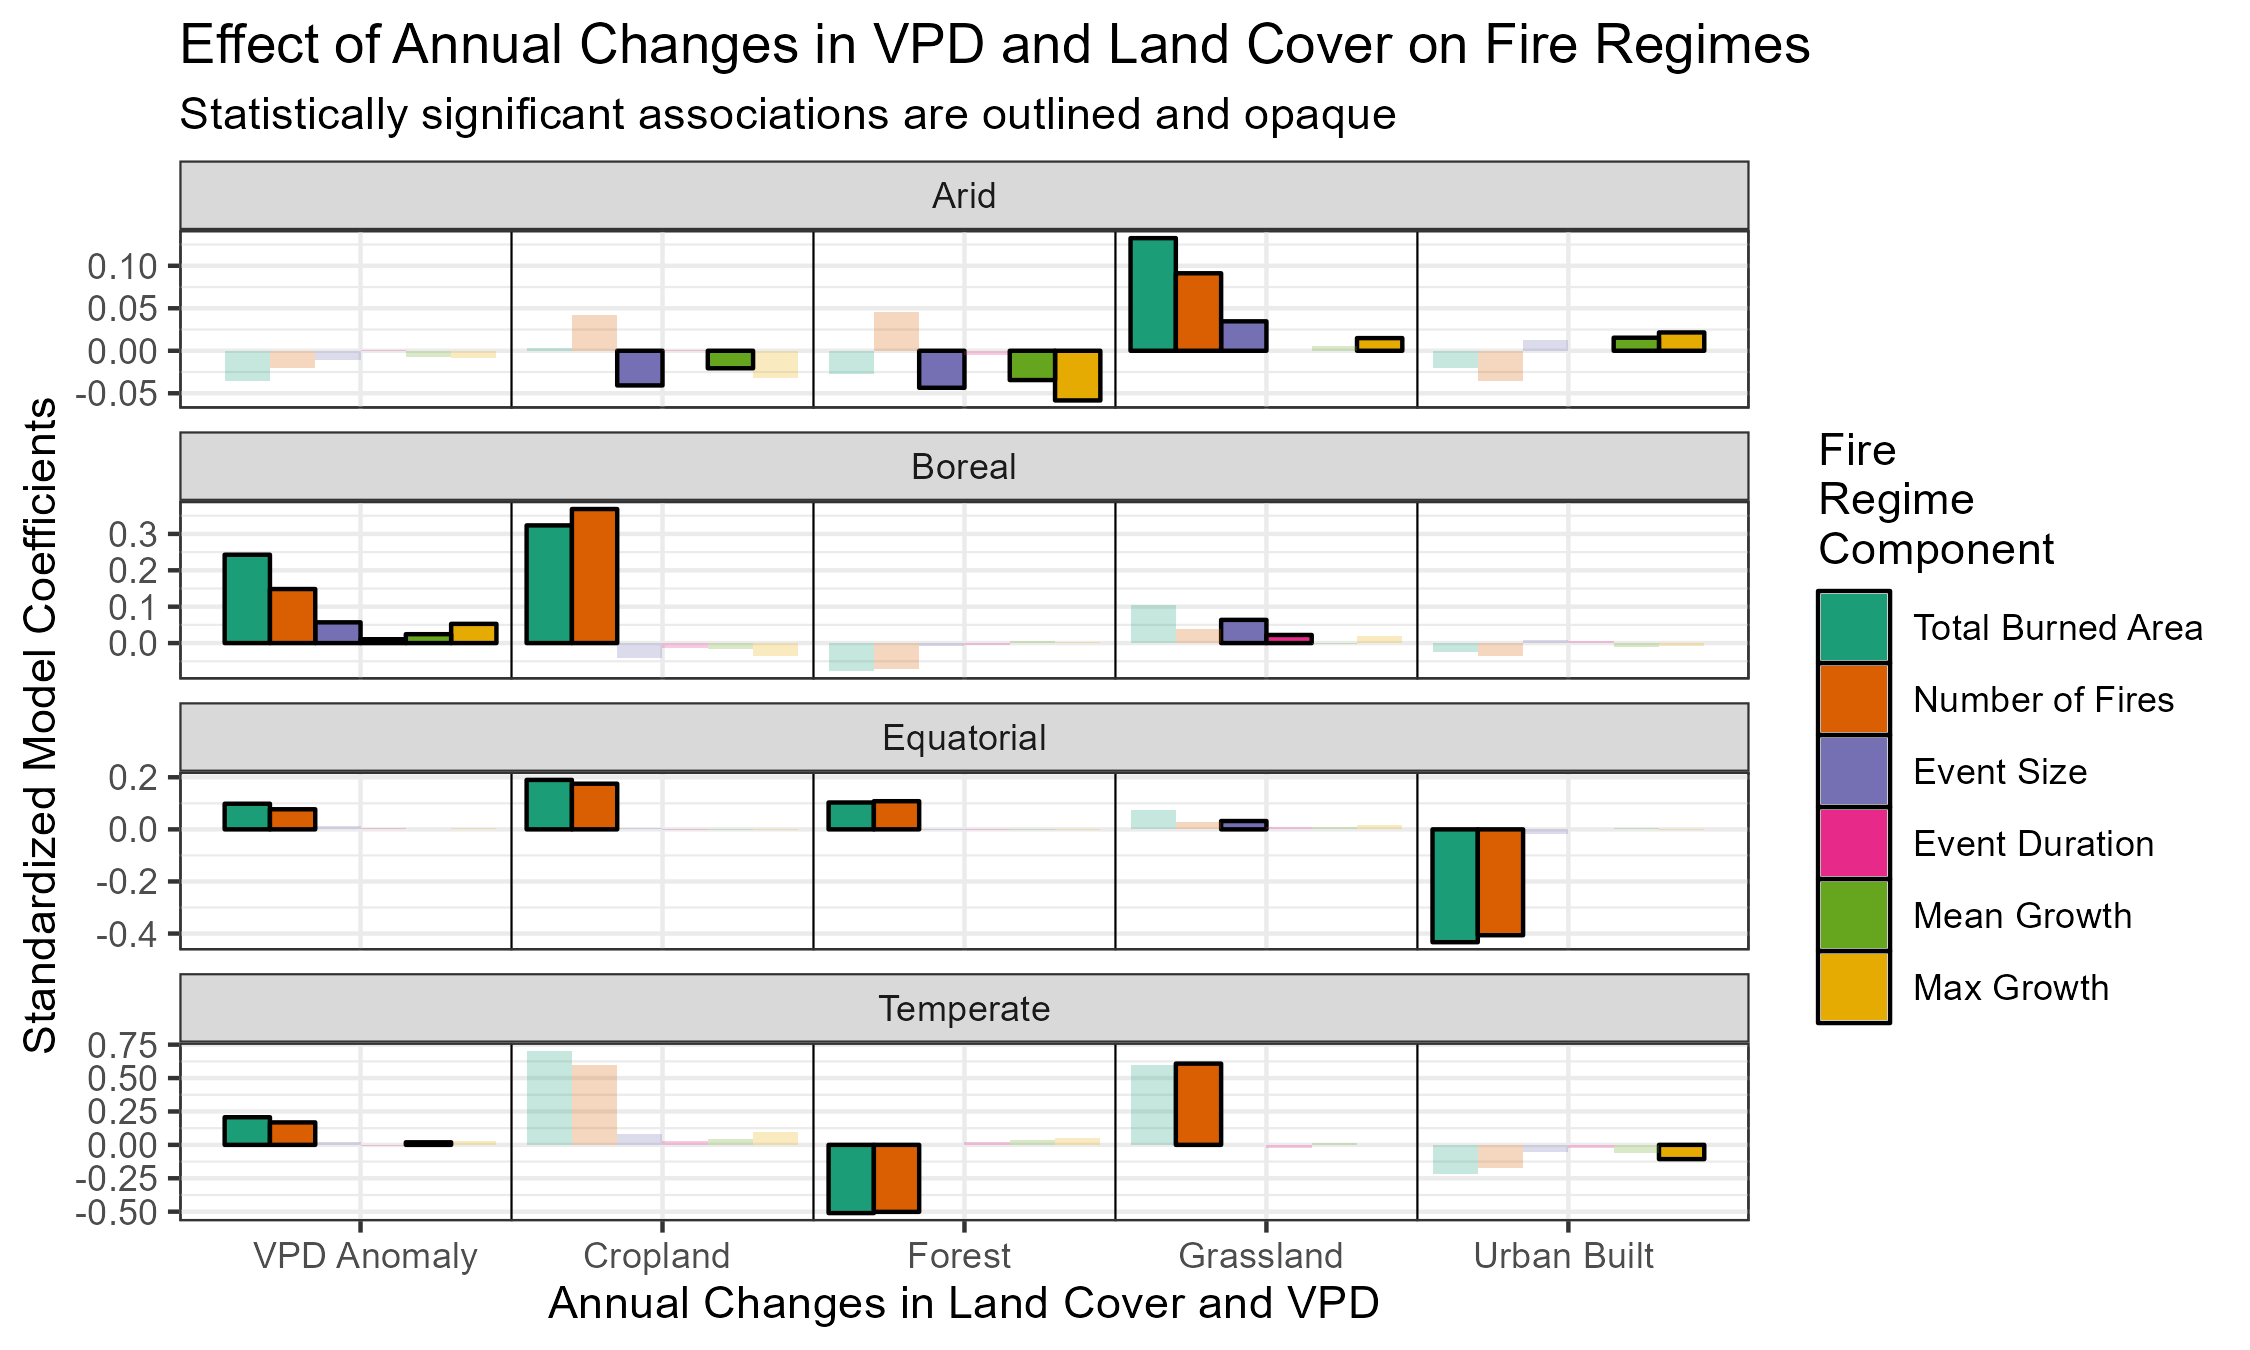 Effect of Annual Changes in VPD and Land Cover on Fire Regimes
Statistically significant associations are outlined and opaque
Standardized Model Coefficients
Arid
0.10
0.05
0.00
-0.05
Boreal
0.3
0.2
0.1
0.0
Equatorial
0.2
0.0
-0.2
-0.4
Temperate
0.75
0.50
0.25
0.00
-0.25
-0.50
VPD Anomaly
Cropland
Forest
Grassland
Urban Built
Annual Changes in Land Cover and VPD
Fire
Regime
Component
Total Burned Area
Number of Fires
Event Size
Event Duration
Mean Growth
Max Growth